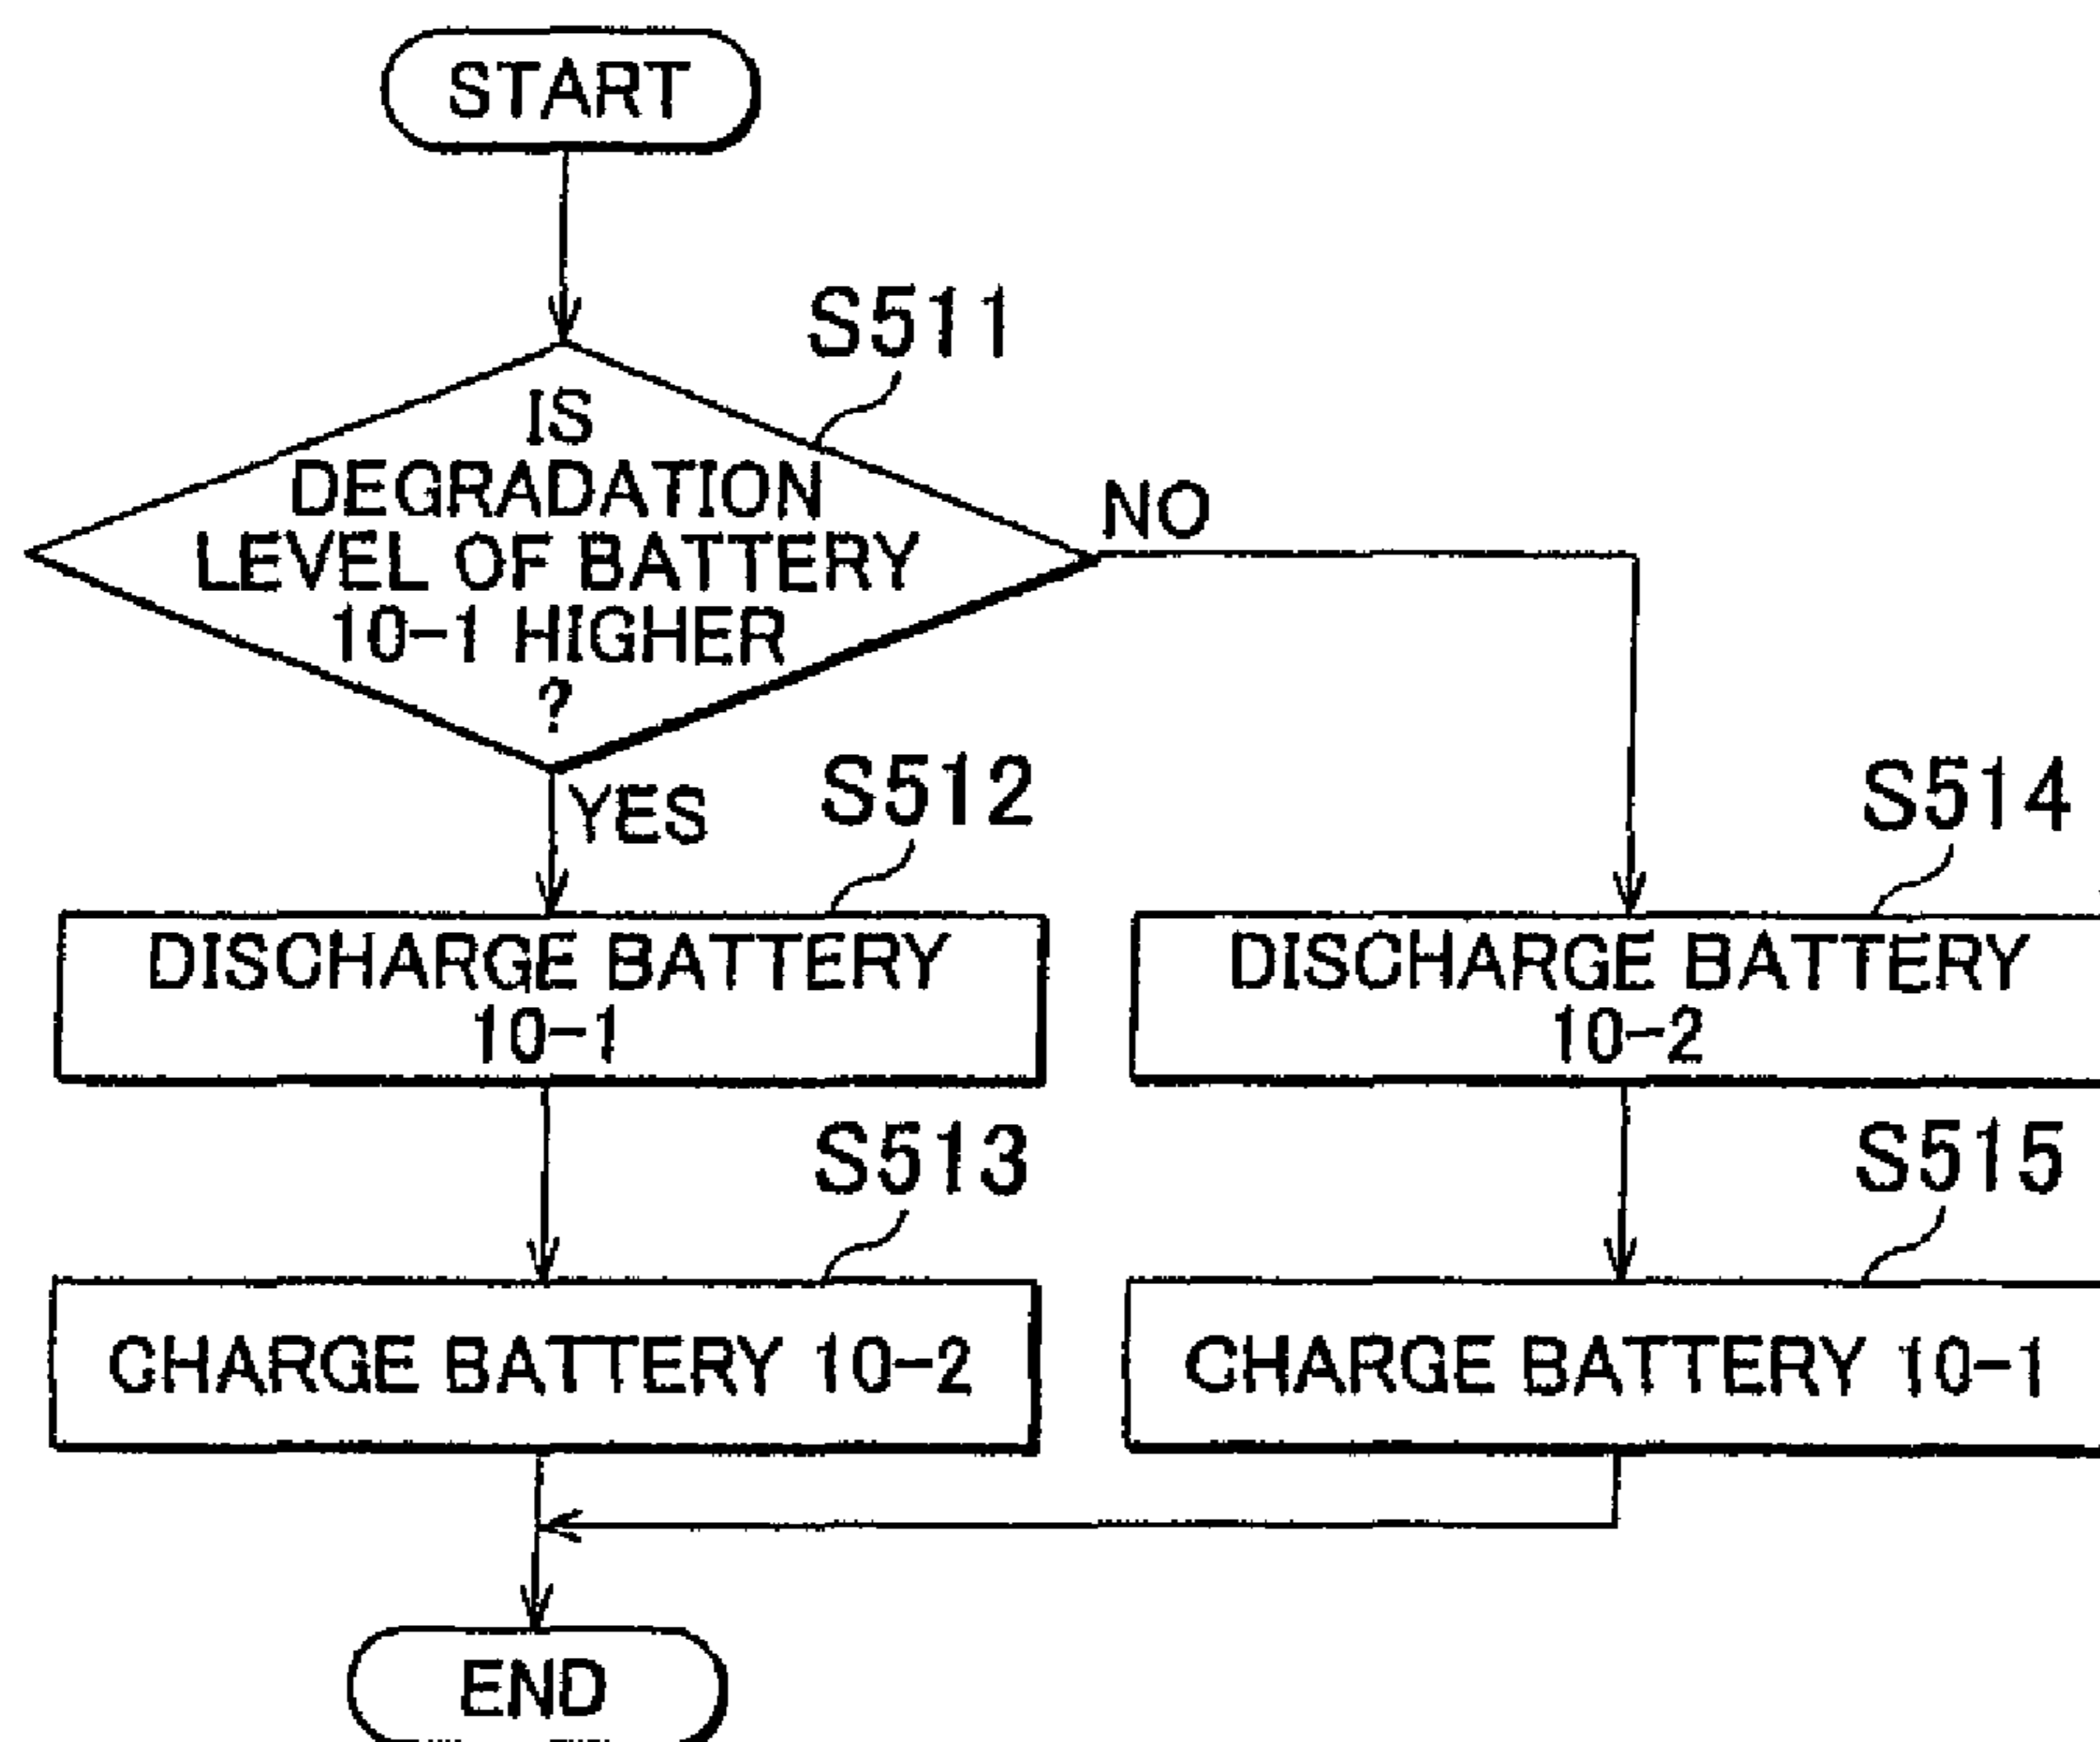 START
S511
IS
DEGRADATION
LEVEL OF BATTERY
10-1 HIGHER
?
NO
YES
S512
DISCHARGE BATTERY
10-1
S514
DISCHARGE BATTERY
10-2
S513
CHARGE BATTERY 10-2
S515
CHARGE BATTERY 10-1
END